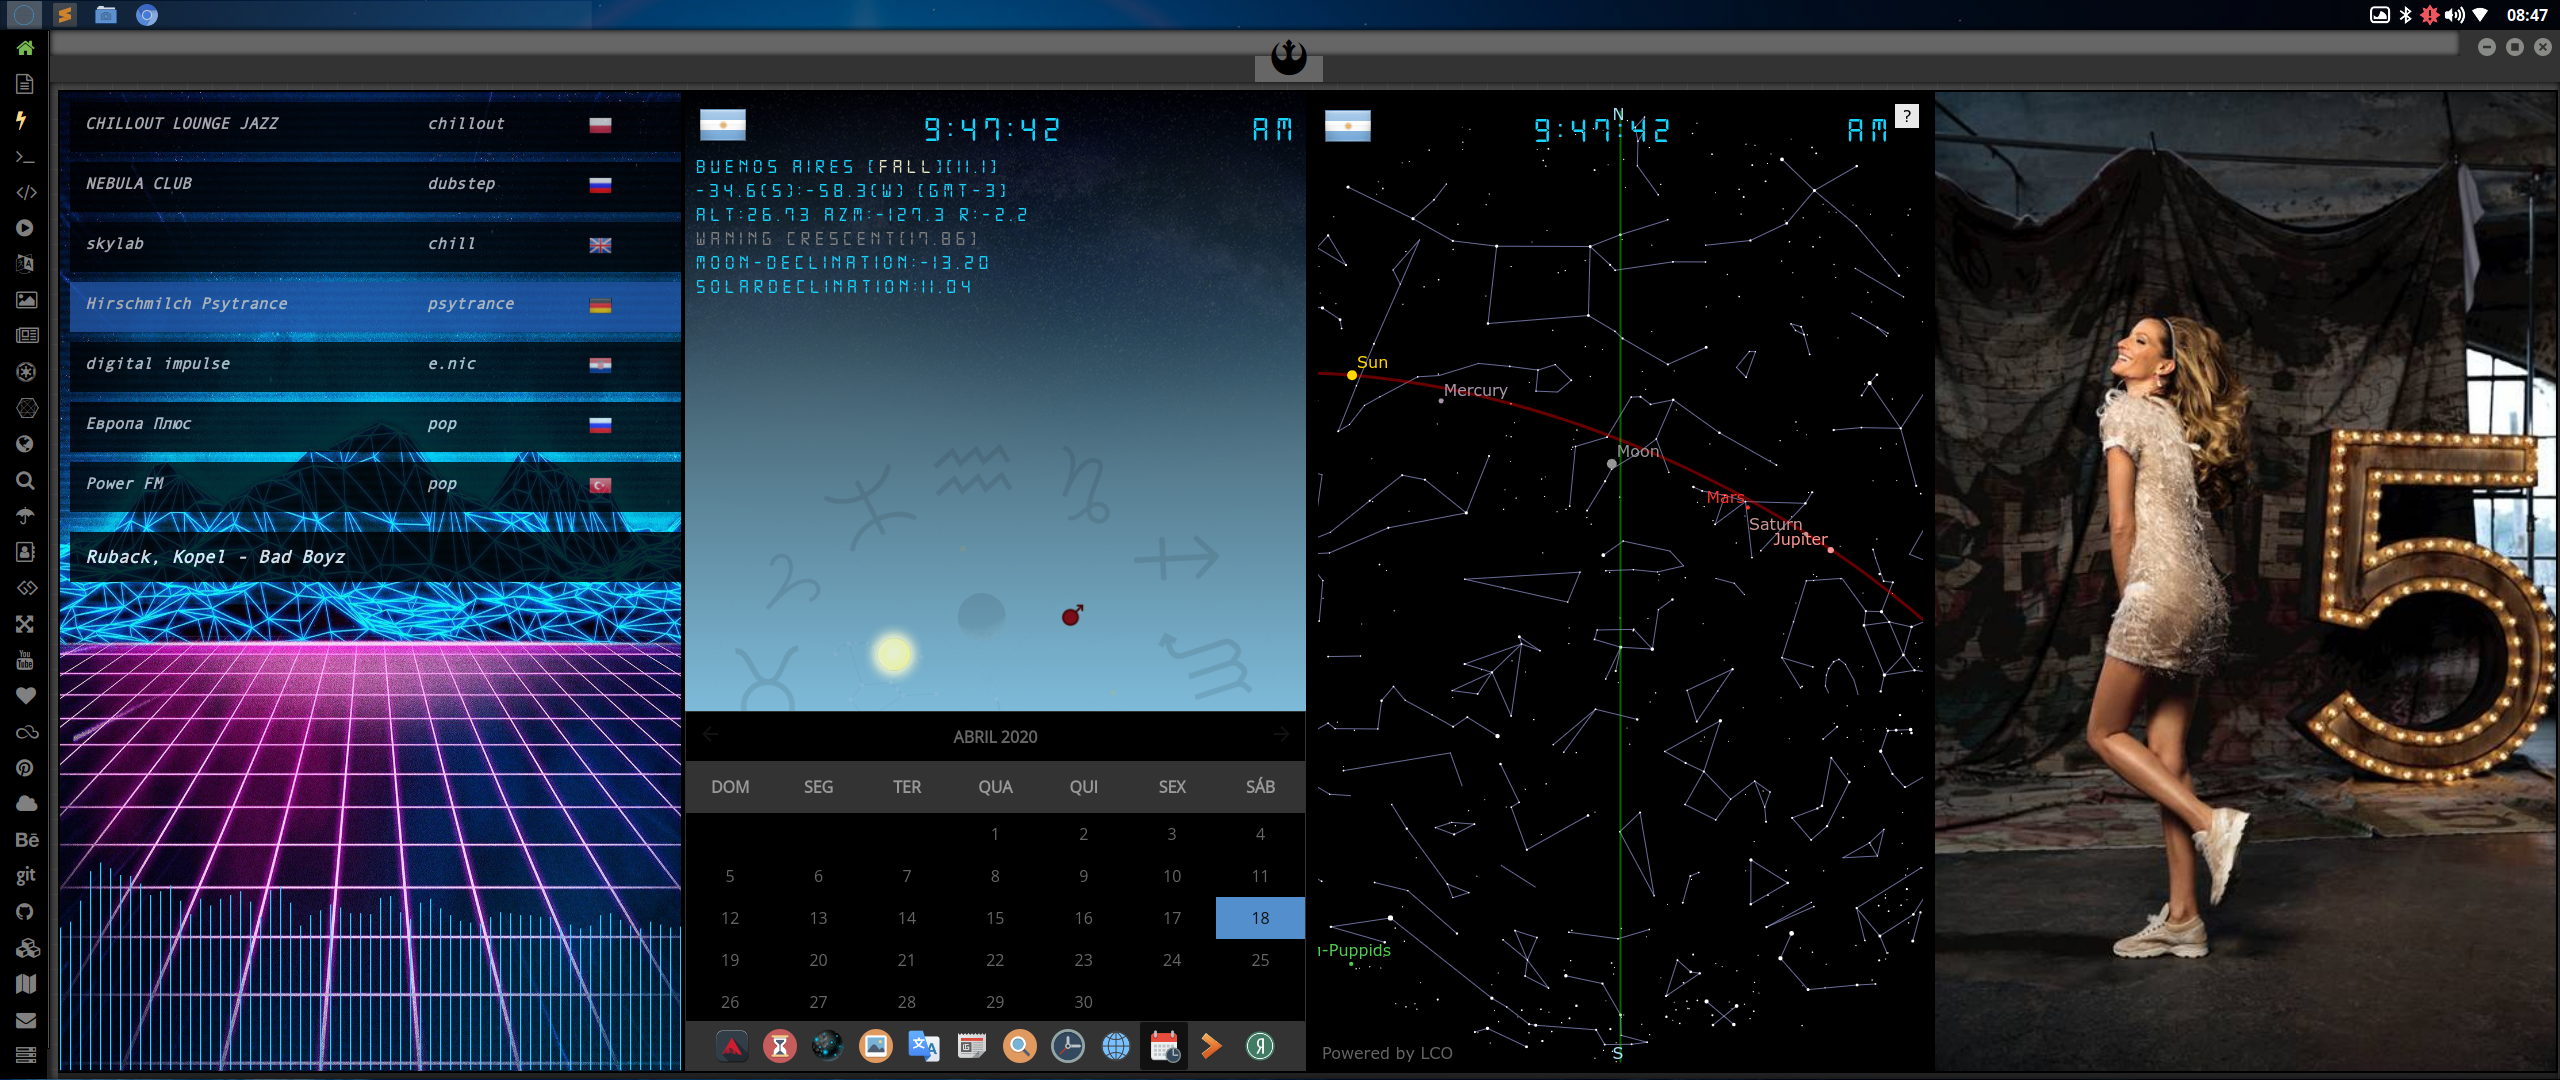 08:47
CHILLOUT LOUNGE JAZZ chillout
NEBULA CLUB dubstep
skylab chill
Hirschmilch Psytrance psytrance
digital impulse e.nic
Европа Плюс pop
Power FM pop
Ruback, Kopel - Bad Boyz
You
Tube
Bē
git
9:47:42 AM
BUENOS AIRES [FALL][11.1]
-34.6(S):-58.3(W) [GMT-3]
ALT:26.73 AZM:-127.3 R:-2.2
WANING CRESCENT[17.86]
MOON-DECLINATION:-13.20
SOLARDECLINATION:11.04
ABRIL 2020
DOM SEG TER QUA QUI SEX SÁB
1 2 3 4
5 6 7 8 9 10 11
12 13 14 15 16 17 18
19 20 21 22 23 24 25
26 27 28 29 30
N
9:47:42 AM
?
Sun
Mercury
Moon
Mars
Saturn
Jupiter
ı-Puppids
S
Powered by LCO
5